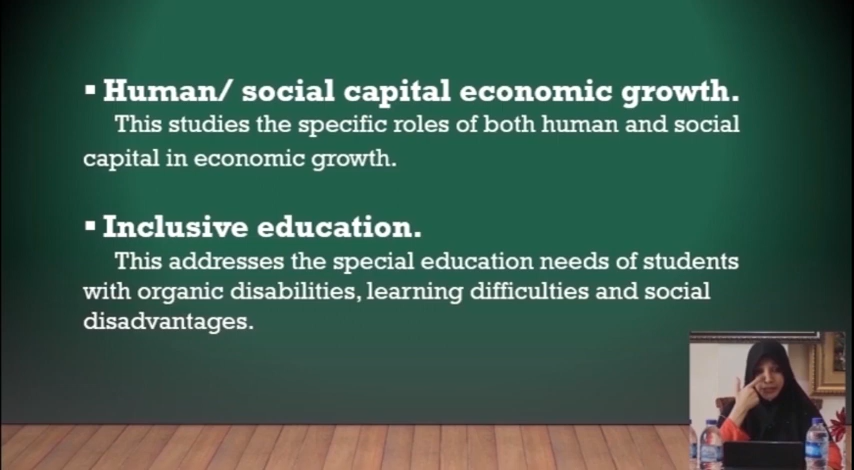 ▪ Human/ social capital economic growth.
This studies the specific roles of both human and social
capital in economic growth.
▪ Inclusive education.
This addresses the special education needs of students
with organic disabilities, learning difficulties and social
disadvantages.